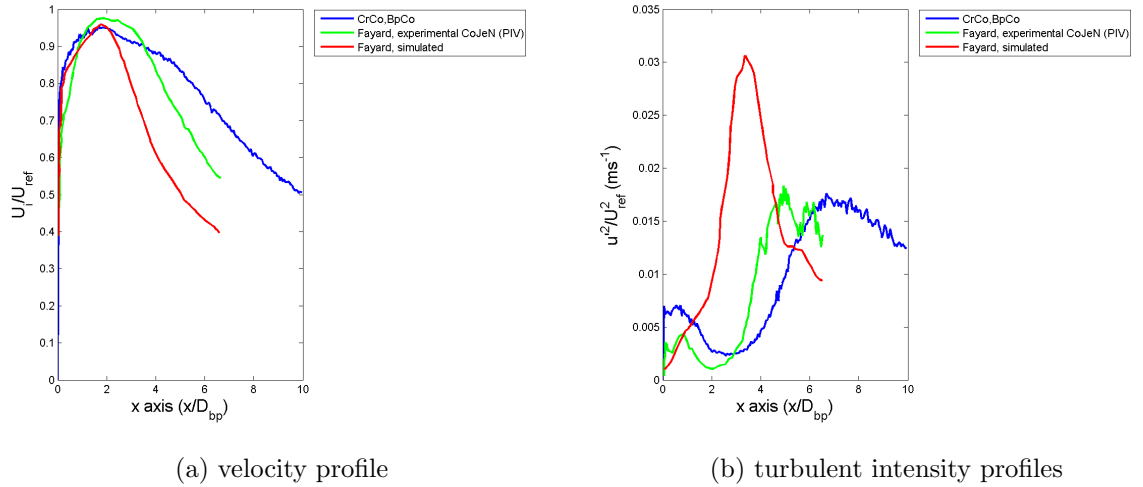 CrCo,BpCo
Fayard, experimental CoJeN (PIV)
Fayard, simulated
1
0.9
0.8
0.7
0.6
0.5
0.4
0.3
0.2
0.1
0
U_i/U_ref
0 2 4 6 8 10
x axis (x/D_bp)
(a) velocity profile
CrCo,BpCo
Fayard, experimental CoJeN (PIV)
Fayard, simulated
0.035
0.03
0.025
0.02
0.015
0.01
0.005
0
u'²/U²_ref (ms⁻¹)
0 2 4 6 8 10
x axis (x/D_bp)
(b) turbulent intensity profiles